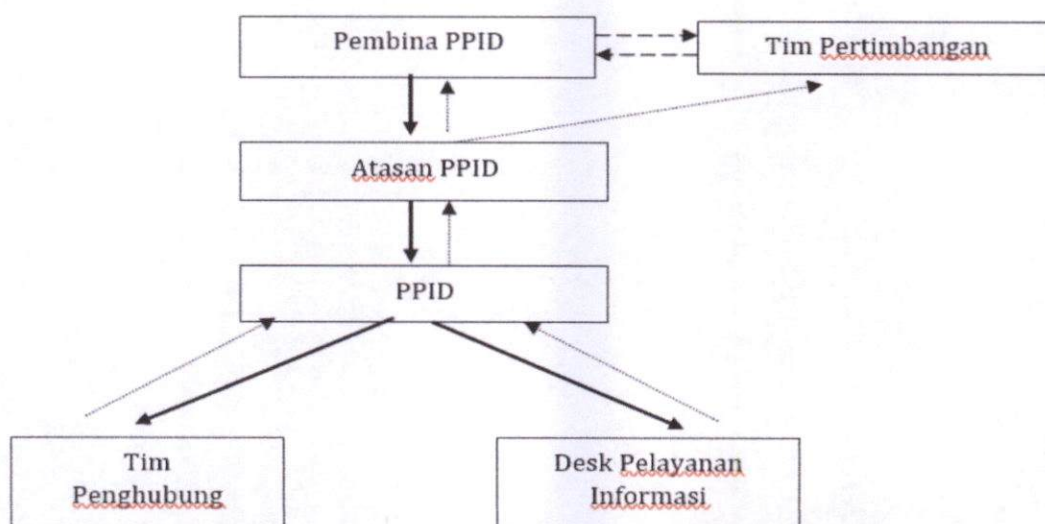 Pembina PPID
Tim Pertimbangan
Atasan PPID
PPID
Tim
Penghubung
Desk Pelayanan
Informasi